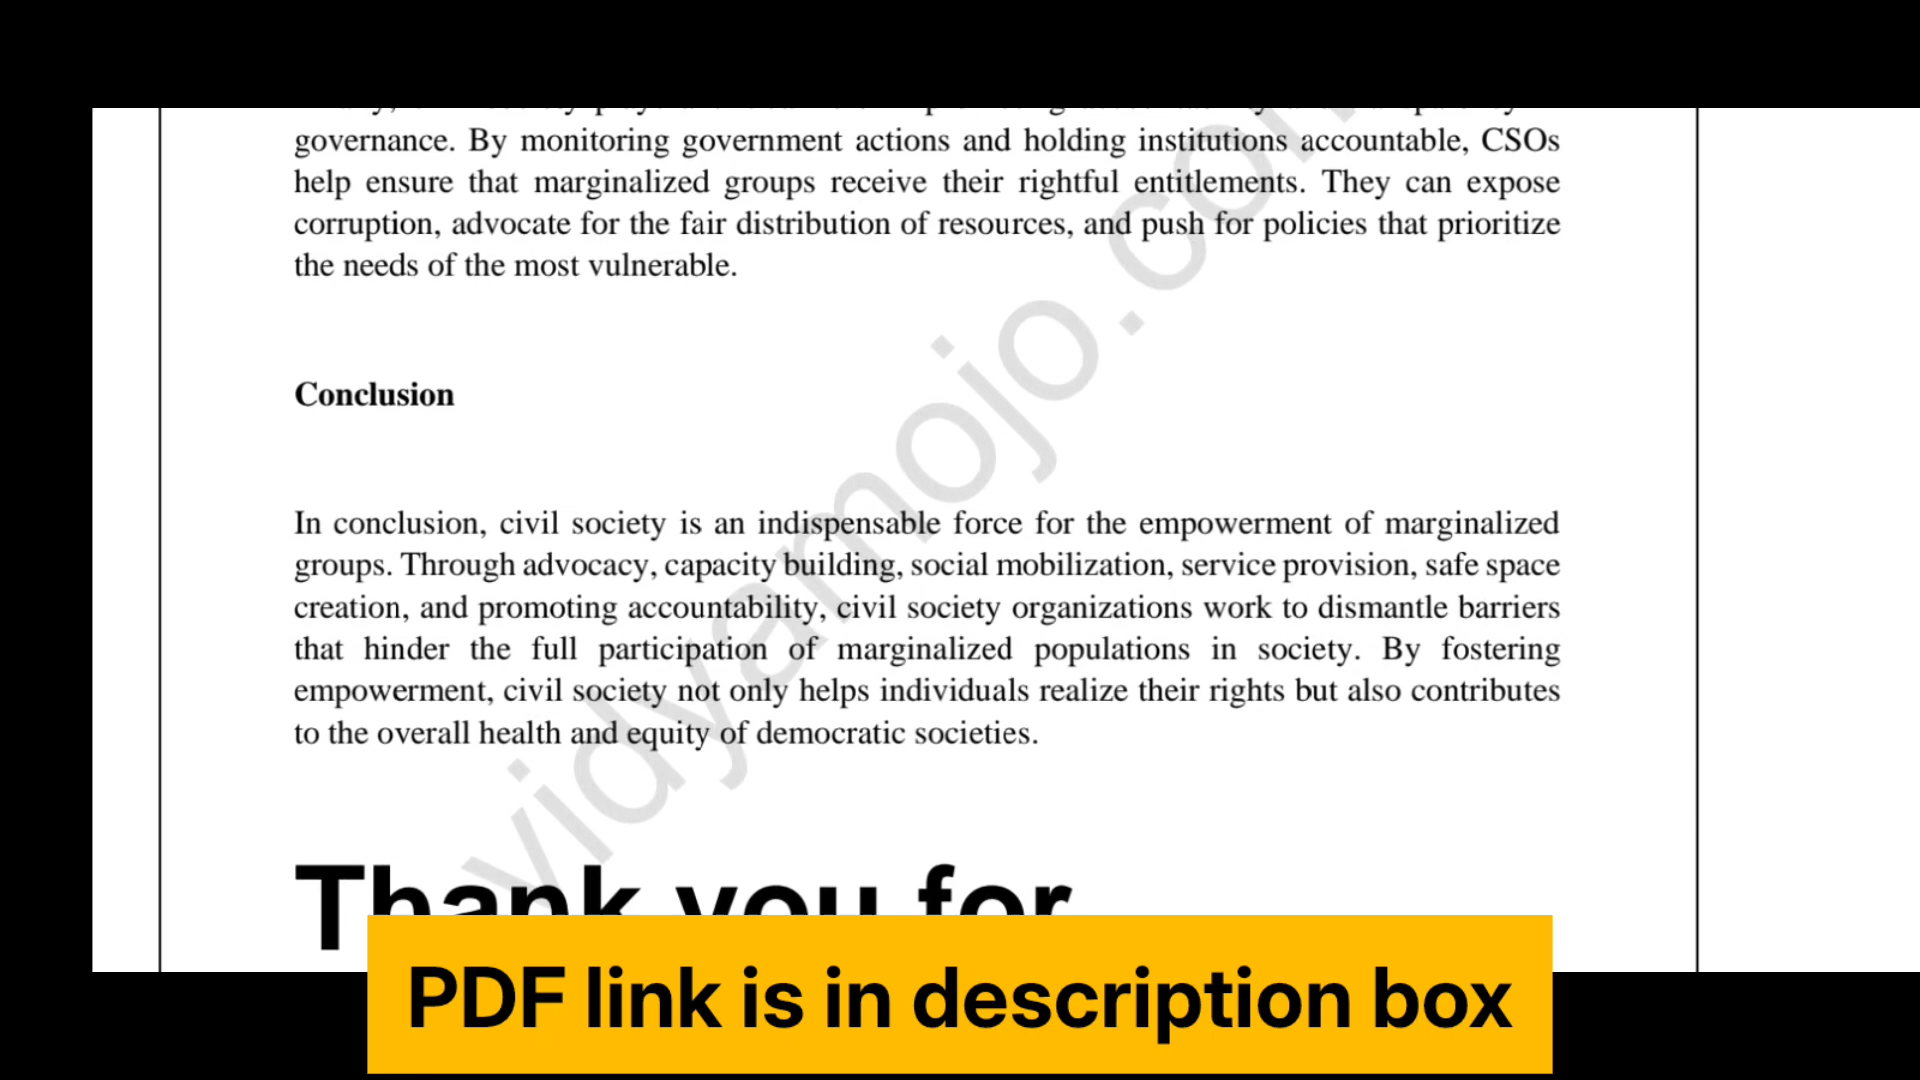 governance. By monitoring government actions and holding institutions accountable, CSOs
help ensure that marginalized groups receive their rightful entitlements. They can expose
corruption, advocate for the fair distribution of resources, and push for policies that prioritize
the needs of the most vulnerable.
Conclusion
In conclusion, civil society is an indispensable force for the empowerment of marginalized
groups. Through advocacy, capacity building, social mobilization, service provision, safe space
creation, and promoting accountability, civil society organizations work to dismantle barriers
that hinder the full participation of marginalized populations in society. By fostering
empowerment, civil society not only helps individuals realize their rights but also contributes
to the overall health and equity of democratic societies.
vidyamojo.com
Thank you for
PDF link is in description box